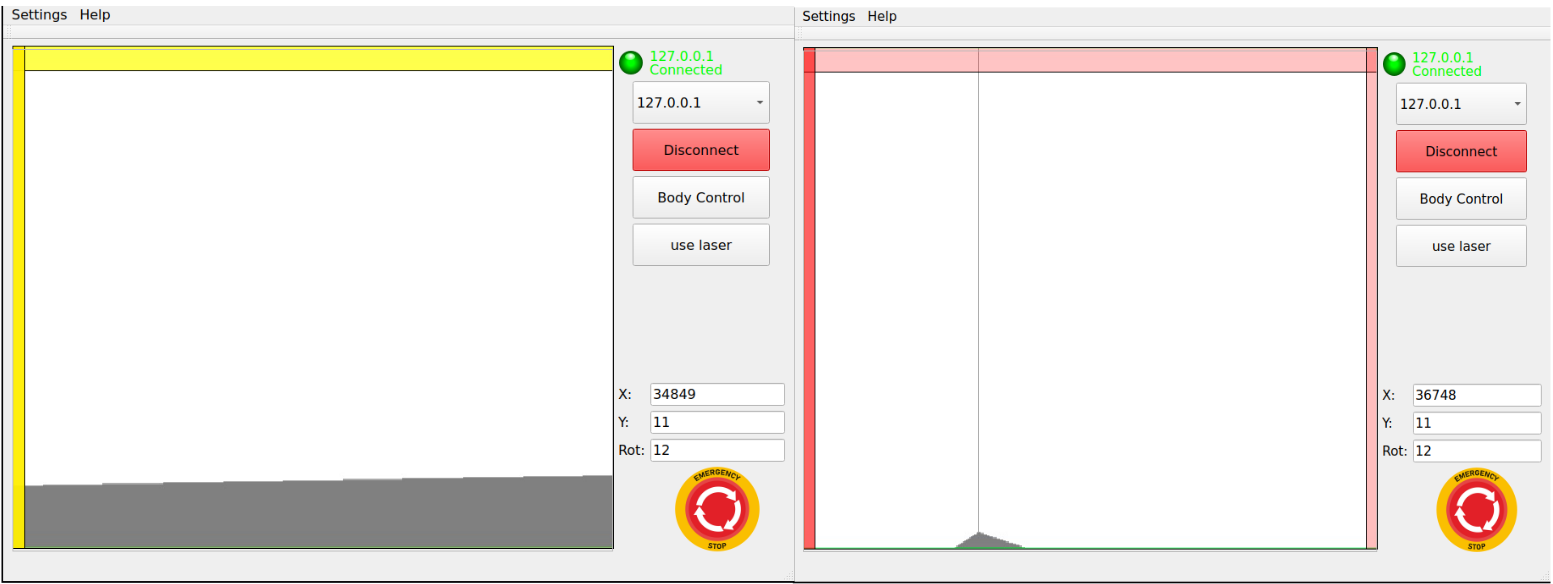 Settings Help
127.0.0.1
Connected
127.0.0.1
Disconnect
Body Control
use laser
X: 34849
Y: 11
Rot: 12
EMERGENCY
STOP
Settings Help
127.0.0.1
Connected
127.0.0.1
Disconnect
Body Control
use laser
X: 36748
Y: 11
Rot: 12
EMERGENCY
STOP